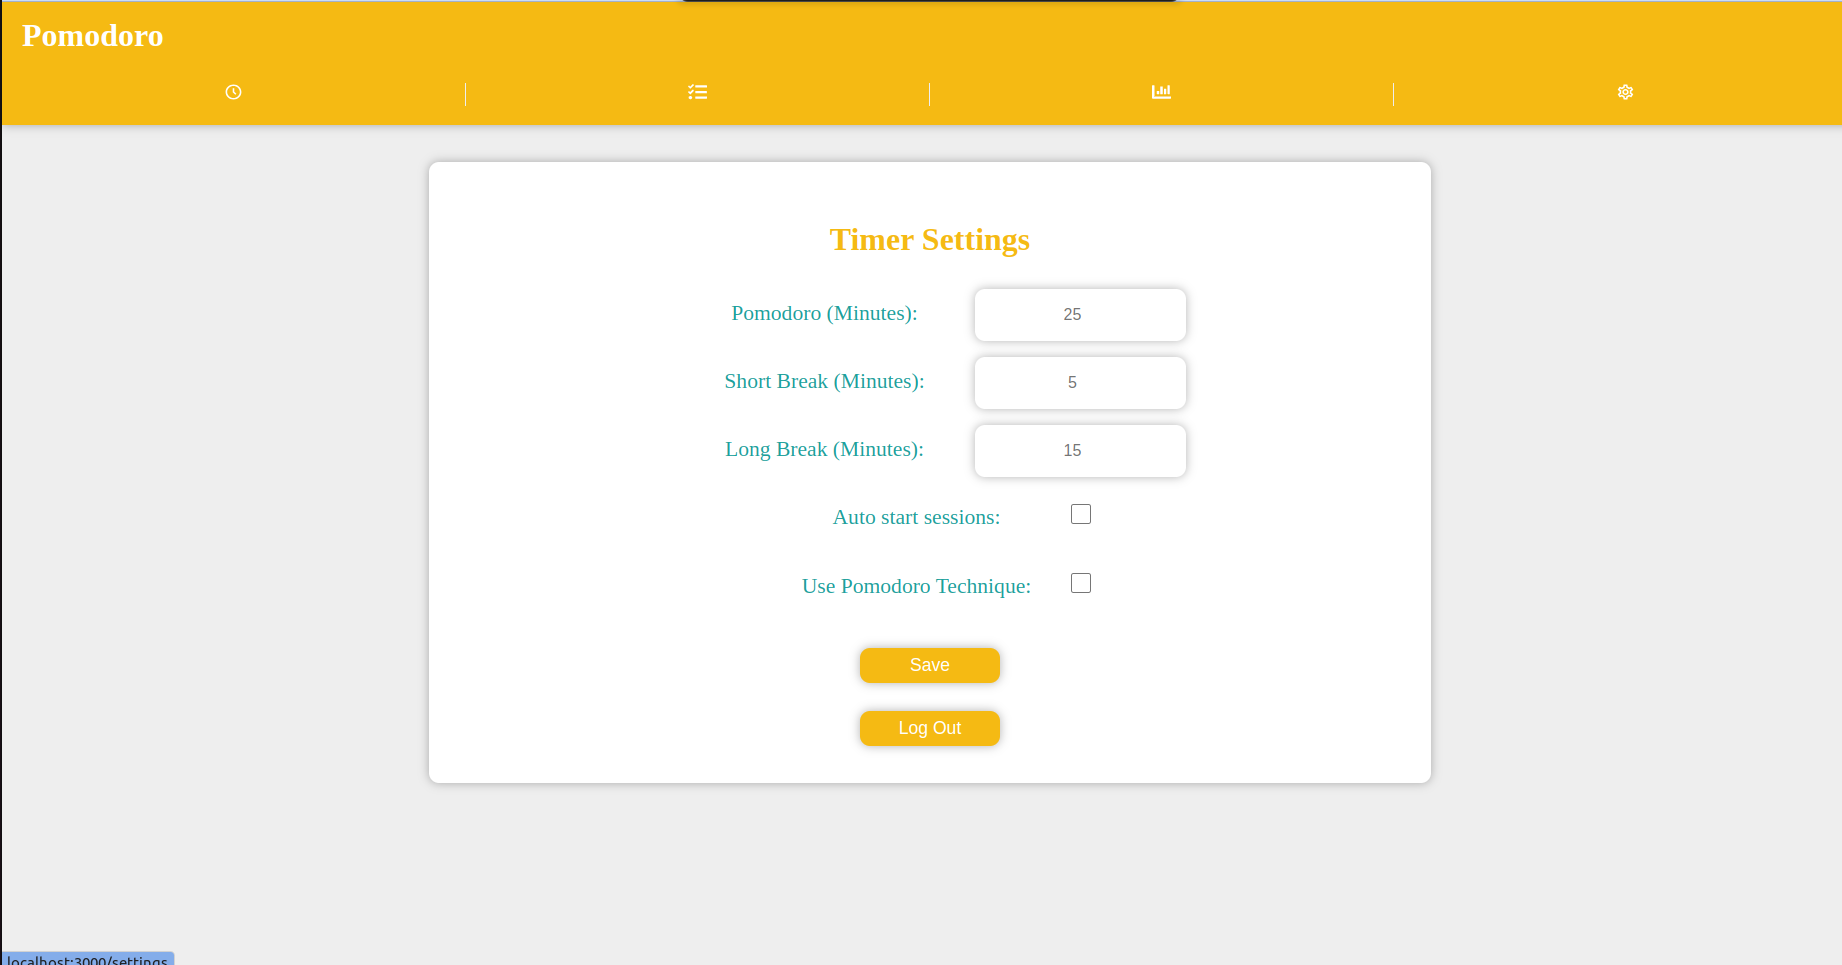 Pomodoro
Timer Settings
Pomodoro (Minutes): 25
Short Break (Minutes): 5
Long Break (Minutes): 15
Auto start sessions:
Use Pomodoro Technique:
Save
Log Out
localhost:3000/settings